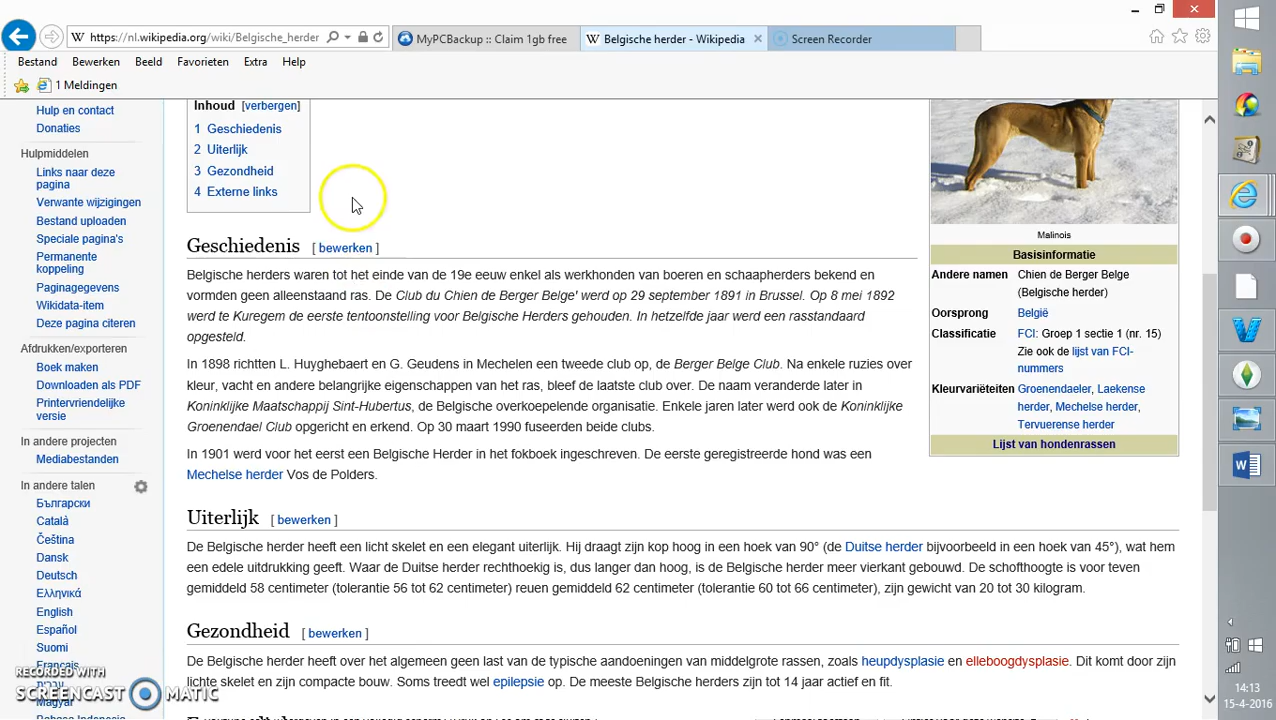 https://nl.wikipedia.org/wiki/Belgische_herder
MyPCBackup :: Claim 1gb free
Belgische herder - Wikipedia
Screen Recorder
Bestand Bewerken Beeld Favorieten Extra Help
1 Meldingen
Hulp en contact
Donaties
Hulpmiddelen
Links naar deze
pagina
Verwante wijzigingen
Bestand uploaden
Speciale pagina's
Permanente
koppeling
Paginagegevens
Wikidata-item
Deze pagina citeren
Afdrukken/exporteren
Boek maken
Downloaden als PDF
Printervriendelijke
versie
In andere projecten
Mediabestanden
In andere talen
Български
Català
Čeština
Dansk
Deutsch
Ελληνικά
English
Español
Suomi
Français
Magyar
RECORDED WITH
SCREENCAST MATIC
Inhoud [verbergen]
1 Geschiedenis
2 Uiterlijk
3 Gezondheid
4 Externe links
Geschiedenis [ bewerken ]
Belgische herders waren tot het einde van de 19e eeuw enkel als werkhonden van boeren en schaapherders bekend en
vormden geen alleenstaand ras. De Club du Chien de Berger Belge' werd op 29 september 1891 in Brussel. Op 8 mei 1892
werd te Kuregem de eerste tentoonstelling voor Belgische Herders gehouden. In hetzelfde jaar werd een rasstandaard
opgesteld.
In 1898 richtten L. Huyghebaert en G. Geudens in Mechelen een tweede club op, de Berger Belge Club. Na enkele ruzies over
kleur, vacht en andere belangrijke eigenschappen van het ras, bleef de laatste club over. De naam veranderde later in
Koninklijke Maatschappij Sint-Hubertus, de Belgische overkoepelende organisatie. Enkele jaren later werd ook de Koninklijke
Groenendael Club opgericht en erkend. Op 30 maart 1990 fuseerden beide clubs.
In 1901 werd voor het eerst een Belgische Herder in het fokboek ingeschreven. De eerste geregistreerde hond was een
Mechelse herder Vos de Polders.
Uiterlijk [ bewerken ]
De Belgische herder heeft een licht skelet en een elegant uiterlijk. Hij draagt zijn kop hoog in een hoek van 90° (de Duitse herder bijvoorbeeld in een hoek van 45°), wat hem
een edele uitdrukking geeft. Waar de Duitse herder rechthoekig is, dus langer dan hoog, is de Belgische herder meer vierkant gebouwd. De schofthoogte is voor teven
gemiddeld 58 centimeter (tolerantie 56 tot 62 centimeter) reuen gemiddeld 62 centimeter (tolerantie 60 to 66 centimeter), zijn gewicht van 20 tot 30 kilogram.
Gezondheid [ bewerken ]
De Belgische herder heeft over het algemeen geen last van de typische aandoeningen van middelgrote rassen, zoals heupdysplasie en elleboogdysplasie. Dit komt door zijn
lichte skelet en zijn compacte bouw. Soms treedt wel epilepsie op. De meeste Belgische herders zijn tot 14 jaar actief en fit.
Malinois
Basisinformatie
Andere namen Chien de Berger Belge
(Belgische herder)
Oorsprong België
Classificatie FCI: Groep 1 sectie 1 (nr. 15)
Zie ook de lijst van FCI-
nummers
Kleurvariëteiten Groenendaeler, Laekense
herder, Mechelse herder,
Tervuerense herder
Lijst van hondenrassen
14:13
15-4-2016